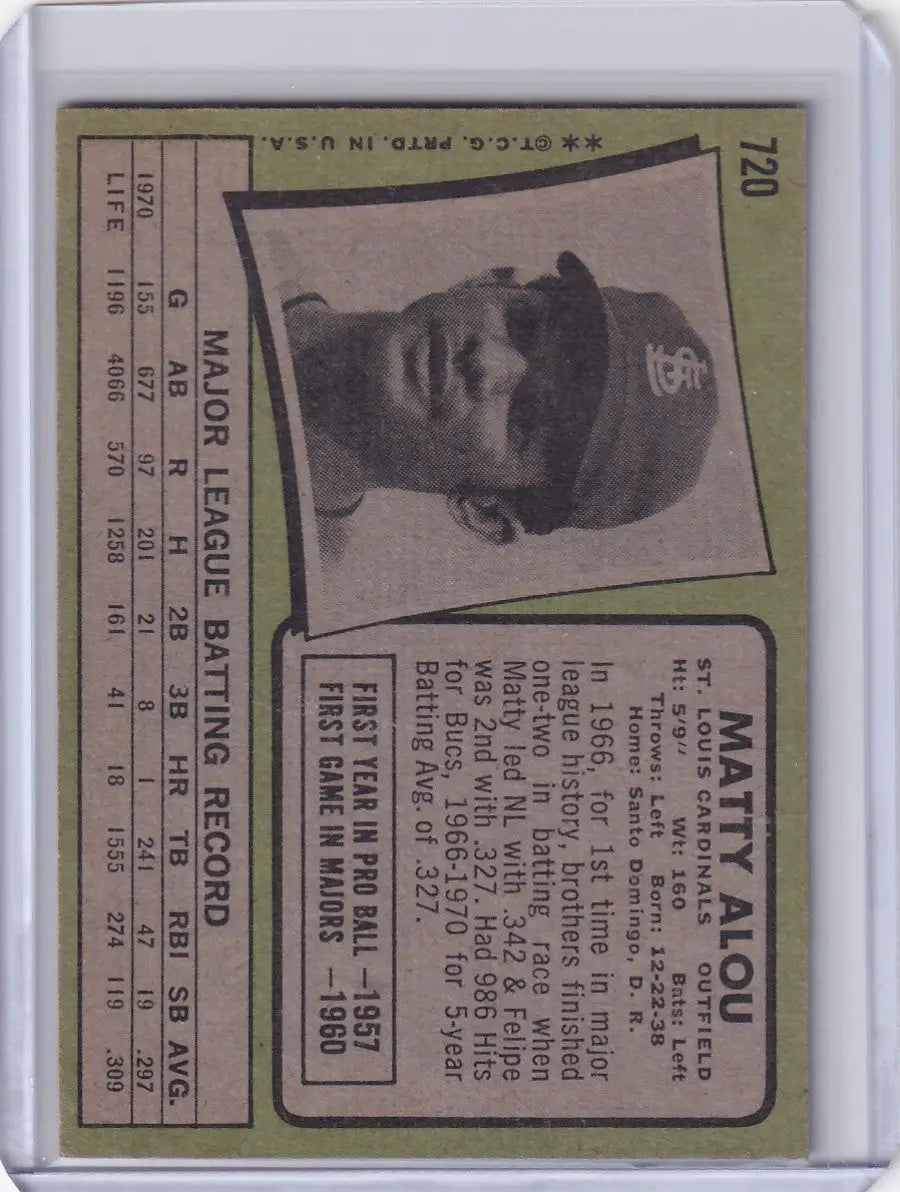 720
**©T.C.G. PRTD. IN U.S.A.
MATTY ALOU
ST. LOUIS CARDINALS OUTFIELD
Ht: 5'9" Wt: 160 Bats: Left
Throws: Left Born: 12-22-38
Home: Santo Domingo, D. R.
In 1966, for 1st time in major
league history, brothers finished
one-two in batting race when
Matty led NL with .342 & Felipe
was 2nd with .327. Had 986 Hits
for Bucs, 1966-1970 for 5-year
Batting Avg. of .327.
FIRST YEAR IN PRO BALL —1957
FIRST GAME IN MAJORS —1960
MAJOR LEAGUE BATTING RECORD
G AB R H 2B 3B HR TB RBI SB AVG.
1970 155 677 97 201 21 8 1 241 47 19 .297
LIFE 1196 4066 570 1258 161 41 18 1555 274 119 .309
STL